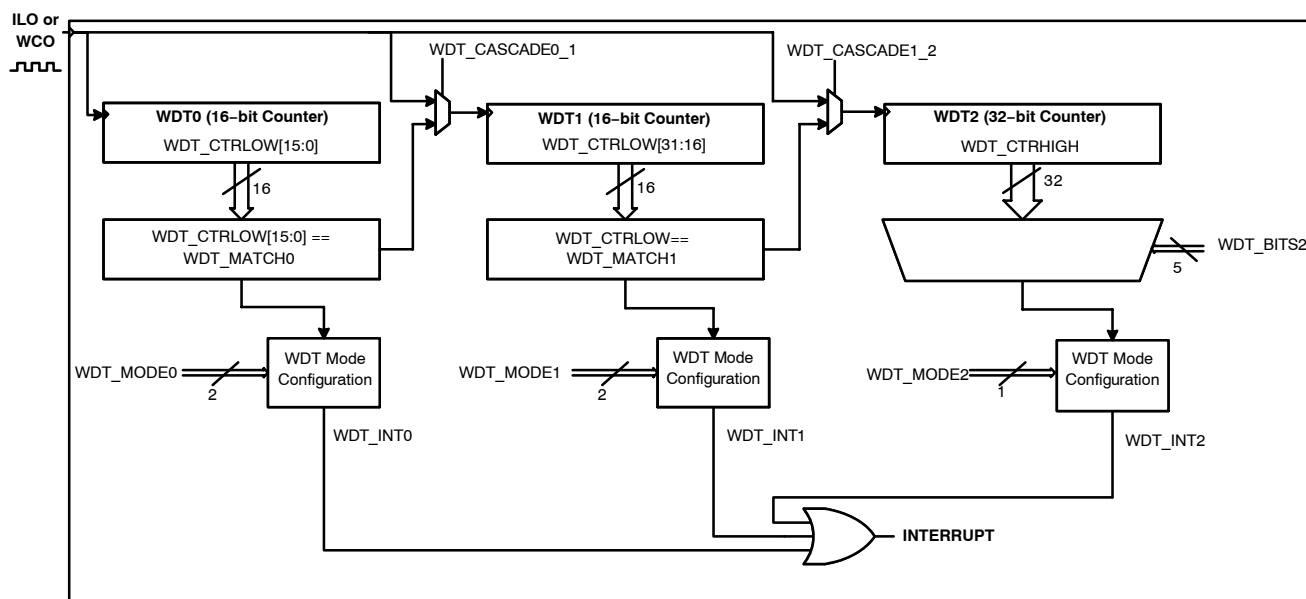 ILO or
WCO
WDT_CASCADE0_1
WDT_CASCADE1_2
WDT0 (16−bit Counter)
WDT_CTRLOW[15:0]
WDT1 (16−bit Counter)
WDT_CTRLOW[31:16]
WDT2 (32−bit Counter)
WDT_CTRHIGH
16
16
32
WDT_CTRLOW[15:0] ==
WDT_MATCH0
WDT_CTRLOW==
WDT_MATCH1
WDT_BITS2
5
WDT_MODE0
2
WDT Mode
Configuration
WDT_MODE1
2
WDT Mode
Configuration
WDT_MODE2
1
WDT Mode
Configuration
WDT_INT0
WDT_INT1
WDT_INT2
INTERRUPT